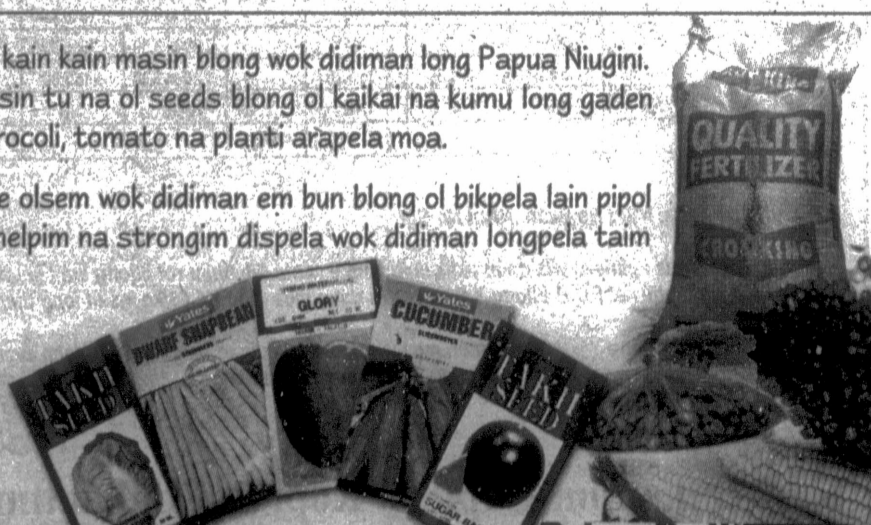 kain kain masin blong wok didiman long Papua Niugini.
sin tu na ol seeds blong ol kaikai na kumu long gaden
rocoli, tomato na planti arapela moa.
e olsem wok didiman em bun blong ol bikpela lain pipol
helpim na strongim dispela wok didiman longpela taim
QUALITY
FERTILIZER
Yates
DWARF SNAPBEAN
GLORY
Yates
CUCUMBER
TAKII
SEED
TAKII
SEED
SUGAR BA